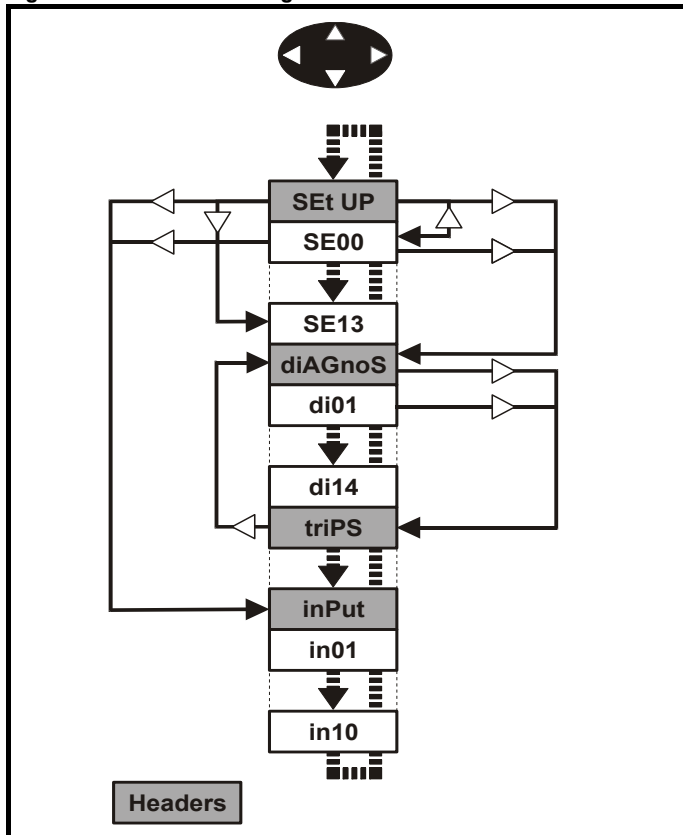 SEt UP
SE00
SE13
diAGnoS
di01
di14
triPS
inPut
in01
in10
Headers